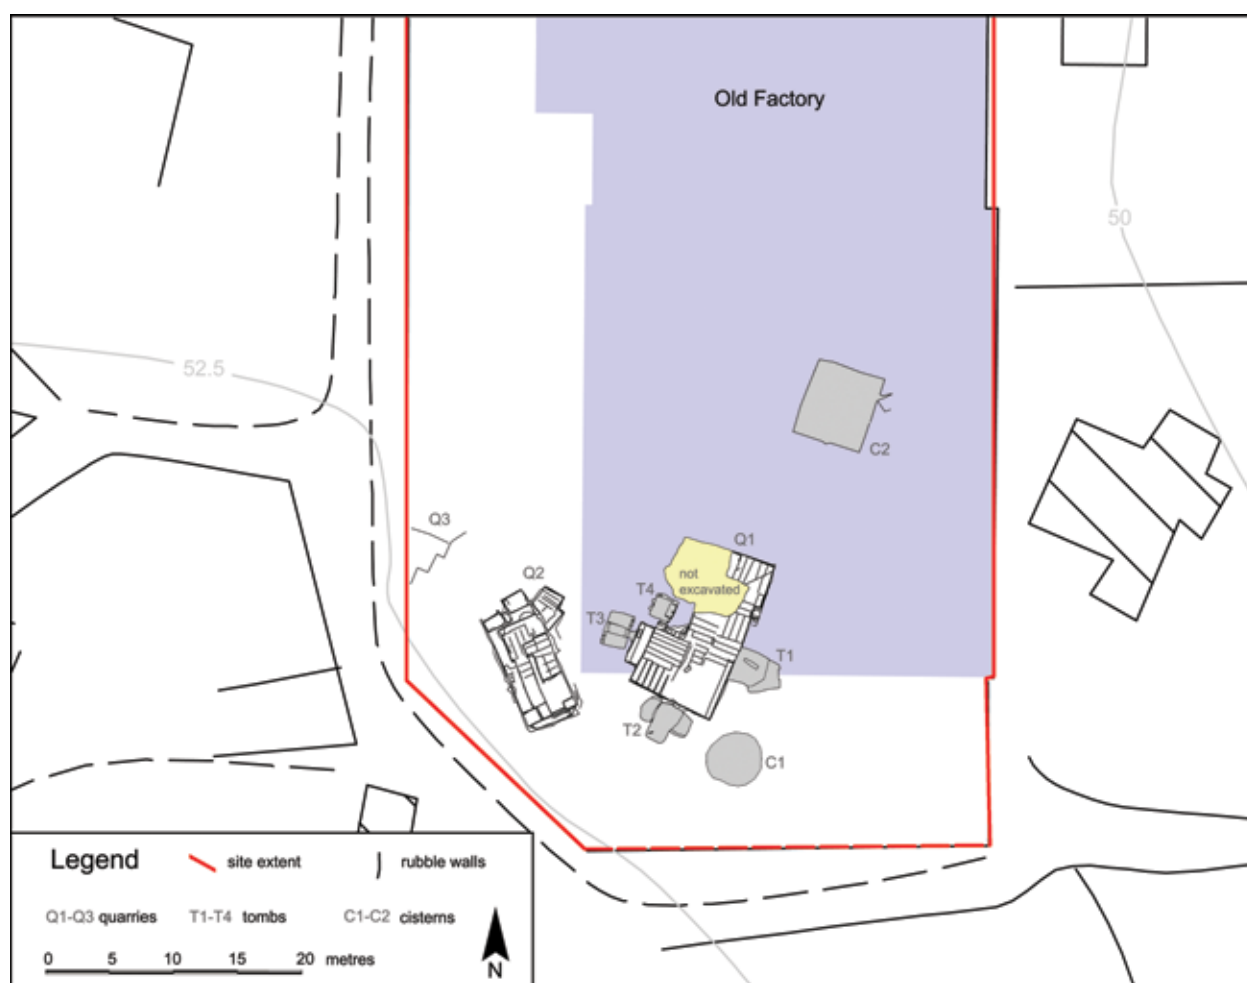 Old Factory
50
52.5
C2
Q3
Q1
Q2
not
excavated
T4
T3
T1
T2
C1
Legend
site extent
rubble walls
Q1-Q3 quarries
T1-T4 tombs
C1-C2 cisterns
0 5 10 15 20 metres
N